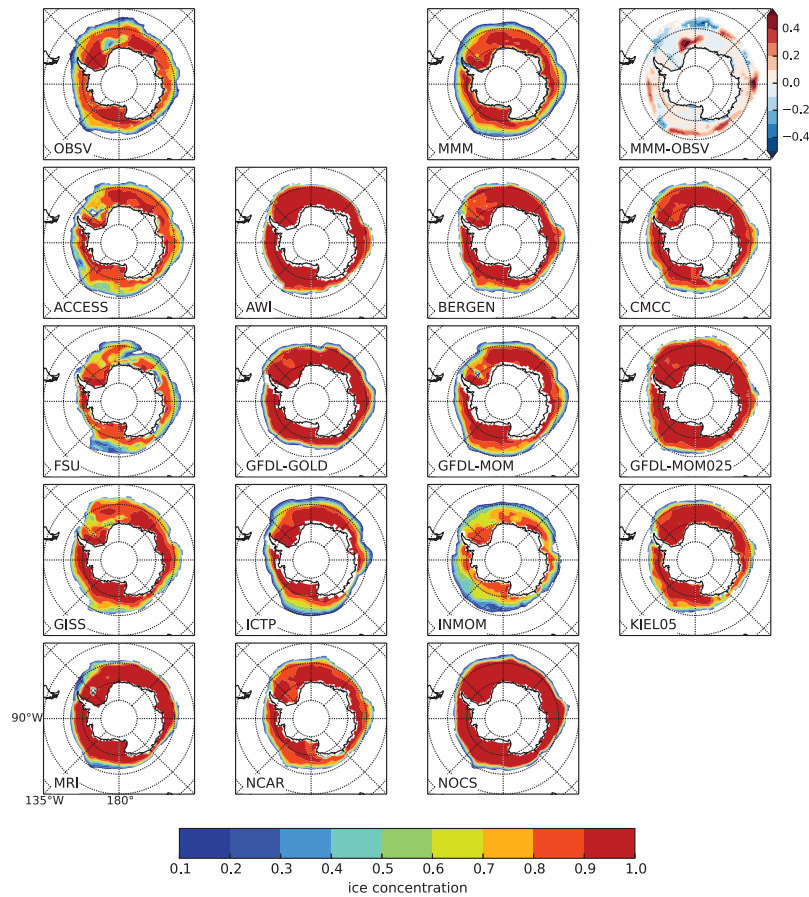 OBSV
MMM
MMM-OBSV
0.4
0.2
0.0
−0.2
−0.4
ACCESS
AWI
BERGEN
CMCC
FSU
GFDL-GOLD
GFDL-MOM
GFDL-MOM025
GISS
ICTP
INMOM
KIEL05
90°W
MRI
NCAR
NOCS
135°W
180°
0.1 0.2 0.3 0.4 0.5 0.6 0.7 0.8 0.9 1.0
ice concentration